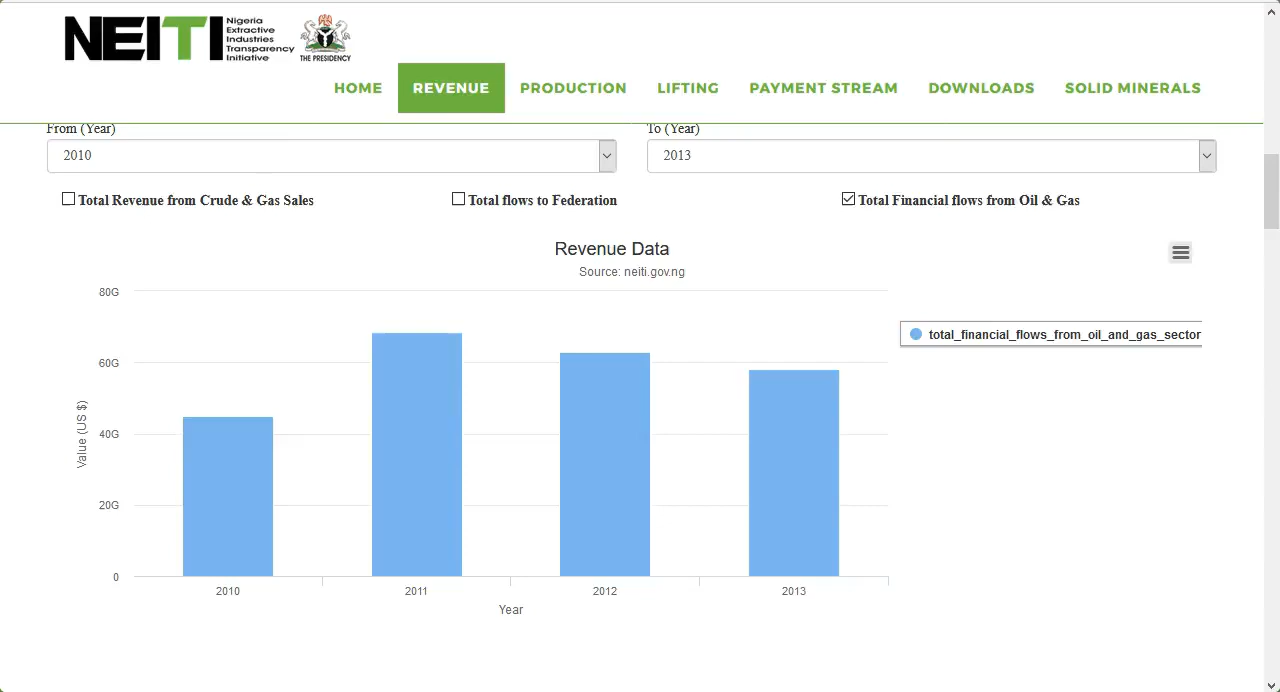 NEITI
Nigeria
Extractive
Industries
Transparency
Initiative
THE PRESIDENCY
HOME REVENUE PRODUCTION LIFTING PAYMENT STREAM DOWNLOADS SOLID MINERALS
From (Year) To (Year)
2010 2013
Total Revenue from Crude & Gas Sales Total flows to Federation Total Financial flows from Oil & Gas
Revenue Data
Source: neiti.gov.ng
80G
total_financial_flows_from_oil_and_gas_sector
60G
Value (US $)
40G
20G
0
2010 2011 2012 2013
Year